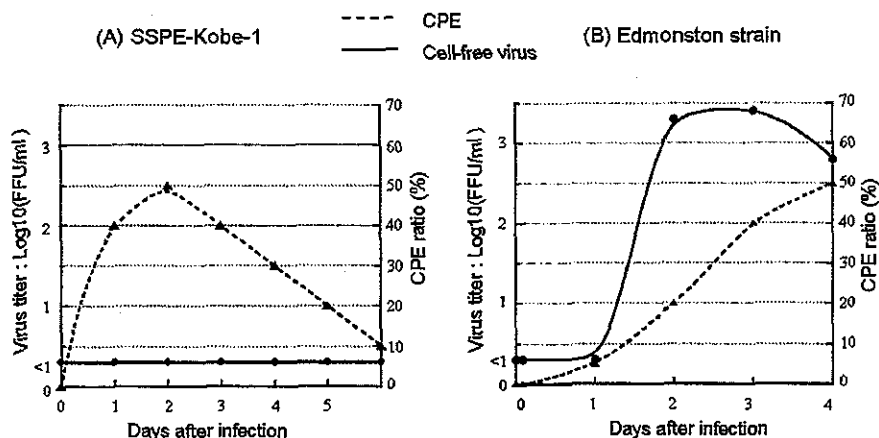 (A) SSPE-Kobe-1
CPE
Cell-free virus
(B) Edmonston strain
Virus titer : Log10(FFU/ml)
3
2
1
<1
0
70
60
50
40
30
20
10
0
CPE ratio (%)
0 1 2 3 4 5
Days after infection
Virus titer : Log10(FFU/ml)
3
2
1
<1
0
70
60
50
40
30
20
10
0
CPE ratio (%)
0 1 2 3 4
Days after infection